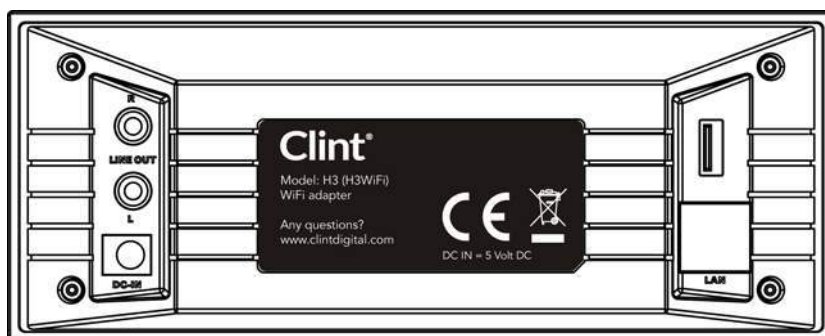 R
LINE OUT
L
DC-IN
Clint®
Model: H3 (H3WiFi)
WiFi adapter
Any questions?
www.clintdigital.com
CE
DC IN = 5 Volt DC
LAN